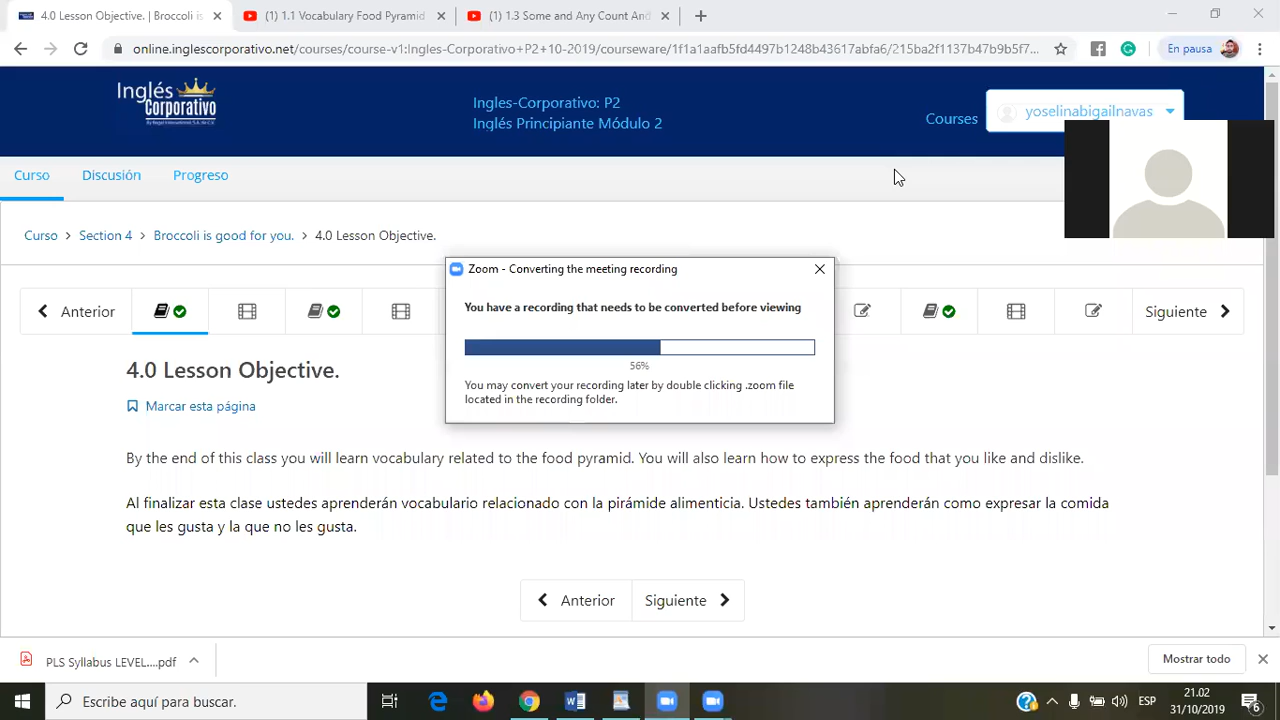 4.0 Lesson Objective. | Broccoli i
(1) 1.1 Vocabulary Food Pyramid
(1) 1.3 Some and Any Count And
online.inglescorporativo.net/courses/course-v1:Ingles-Corporativo+P2+10-2019/courseware/1f1a1aafb5fd4497b1248b43617abfa6/215ba2f1137b47b9b5f7...
En pausa
Inglés
Corporativo
Ingles-Corporativo: P2
Inglés Principiante Módulo 2
Courses
yoselinabigailnavas
Curso
Discusión
Progreso
Curso > Section 4 > Broccoli is good for you. > 4.0 Lesson Objective.
Zoom - Converting the meeting recording
You have a recording that needs to be converted before viewing
56%
You may convert your recording later by double clicking .zoom file
located in the recording folder.
Anterior
Siguiente
4.0 Lesson Objective.
Marcar esta página
By the end of this class you will learn vocabulary related to the food pyramid. You will also learn how to express the food that you like and dislike.
Al finalizar esta clase ustedes aprenderán vocabulario relacionado con la pirámide alimenticia. Ustedes también aprenderán como expresar la comida
que les gusta y la que no les gusta.
Anterior
Siguiente
PLS Syllabus LEVEL....pdf
Mostrar todo
Escribe aquí para buscar.
ESP
21.02
31/10/2019
6